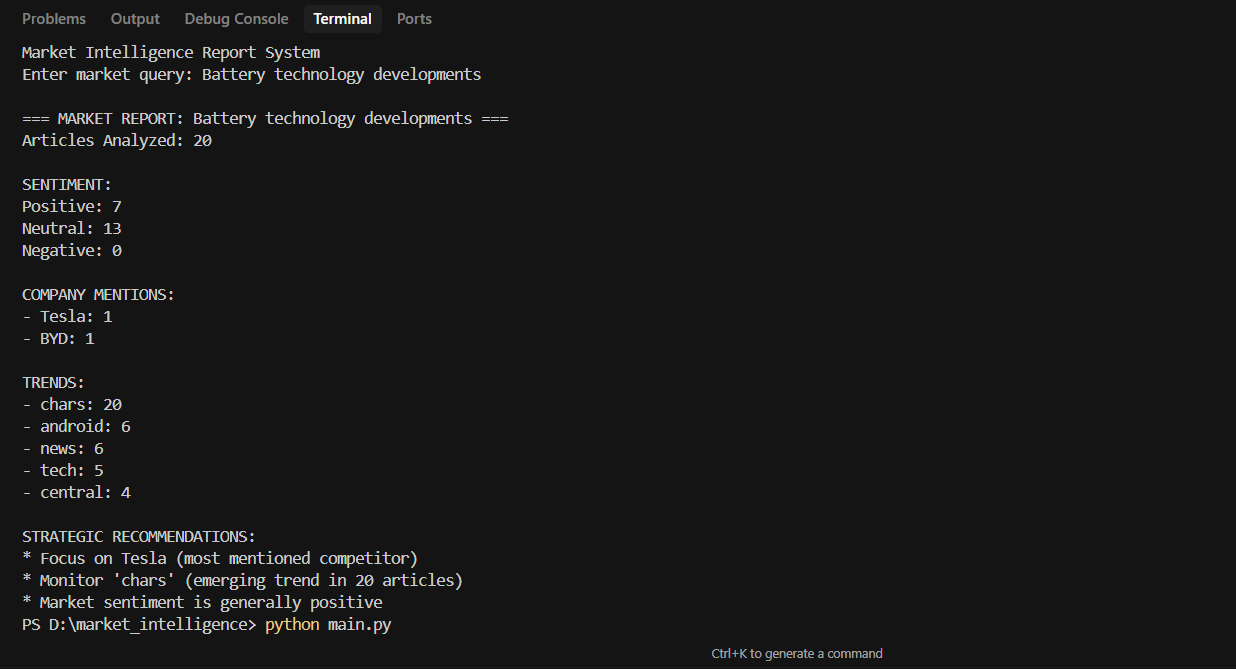 Problems Output Debug Console Terminal Ports
Market Intelligence Report System
Enter market query: Battery technology developments
=== MARKET REPORT: Battery technology developments ===
Articles Analyzed: 20
SENTIMENT:
Positive: 7
Neutral: 13
Negative: 0
COMPANY MENTIONS:
- Tesla: 1
- BYD: 1
TRENDS:
- chars: 20
- android: 6
- news: 6
- tech: 5
- central: 4
STRATEGIC RECOMMENDATIONS:
* Focus on Tesla (most mentioned competitor)
* Monitor 'chars' (emerging trend in 20 articles)
* Market sentiment is generally positive
PS D:\market_intelligence> python main.py
Ctrl+K to generate a command